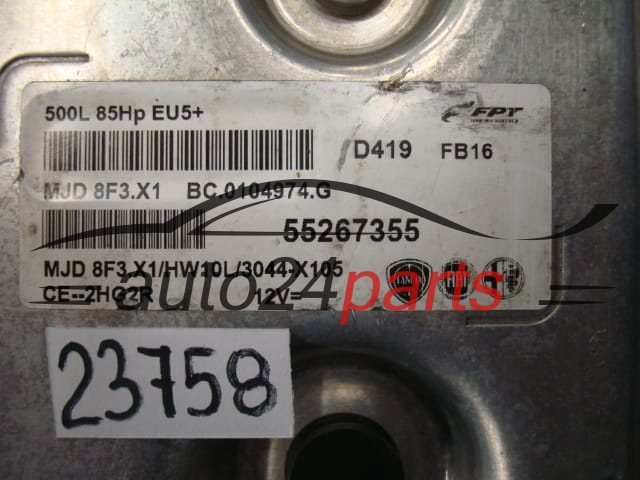 500L 85Hp EU5+
FPT
D419 FB16
MJD 8F3.X1 BC.0104974.G
55267355
MJD 8F3.X1/HW10L/3044-X105
CE--2HG2R 12V=
FIAT
auto24parts
23758